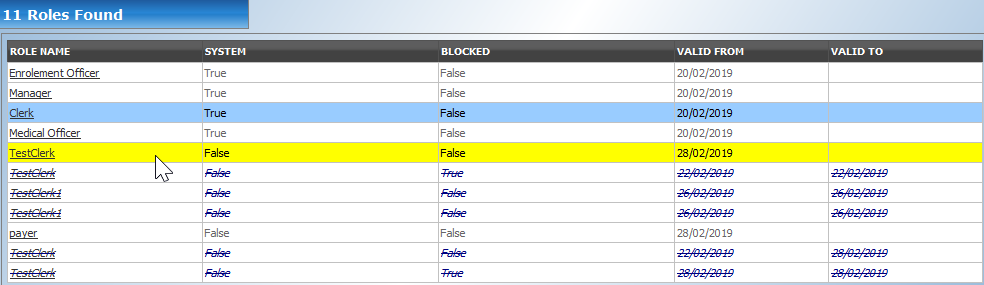 11 Roles Found
ROLE NAME SYSTEM BLOCKED VALID FROM VALID TO
Enrolement Officer True False 20/02/2019
Manager True False 20/02/2019
Clerk True False 20/02/2019
Medical Officer True False 20/02/2019
TestClerk False False 28/02/2019
TestClerk False True 22/02/2019 22/02/2019
TestClerk1 False False 26/02/2019 26/02/2019
TestClerk1 False False 26/02/2019 26/02/2019
payer False False 28/02/2019
TestClerk False False 22/02/2019 28/02/2019
TestClerk False True 28/02/2019 28/02/2019